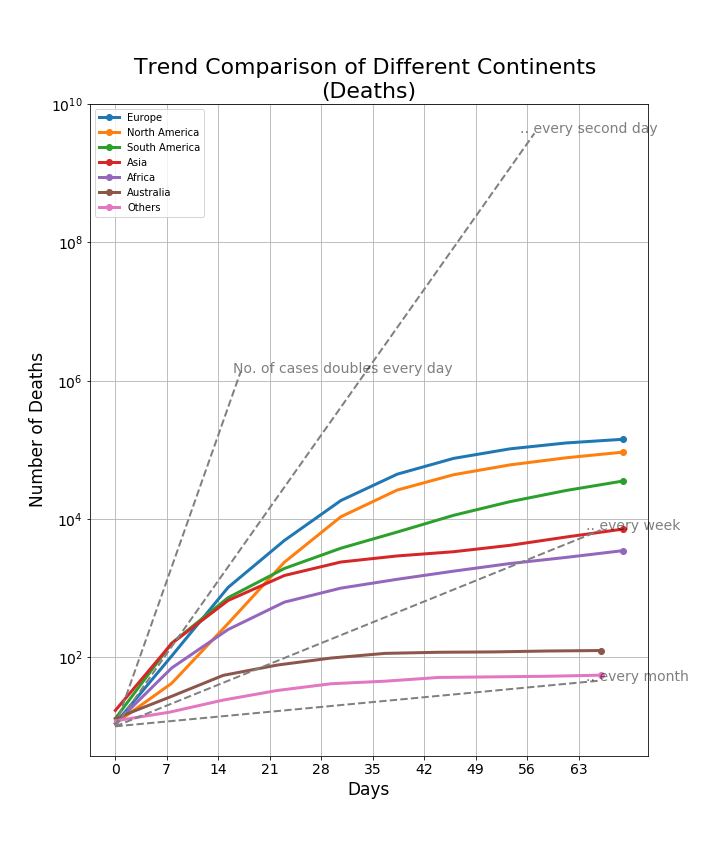 Trend Comparison of Different Continents
(Deaths)
10^10
10^8
10^6
10^4
10^2
Number of Deaths
Europe
North America
South America
Asia
Africa
Australia
Others
.. every second day
No. of cases doubles every day
.. every week
.. every month
0 7 14 21 28 35 42 49 56 63
Days